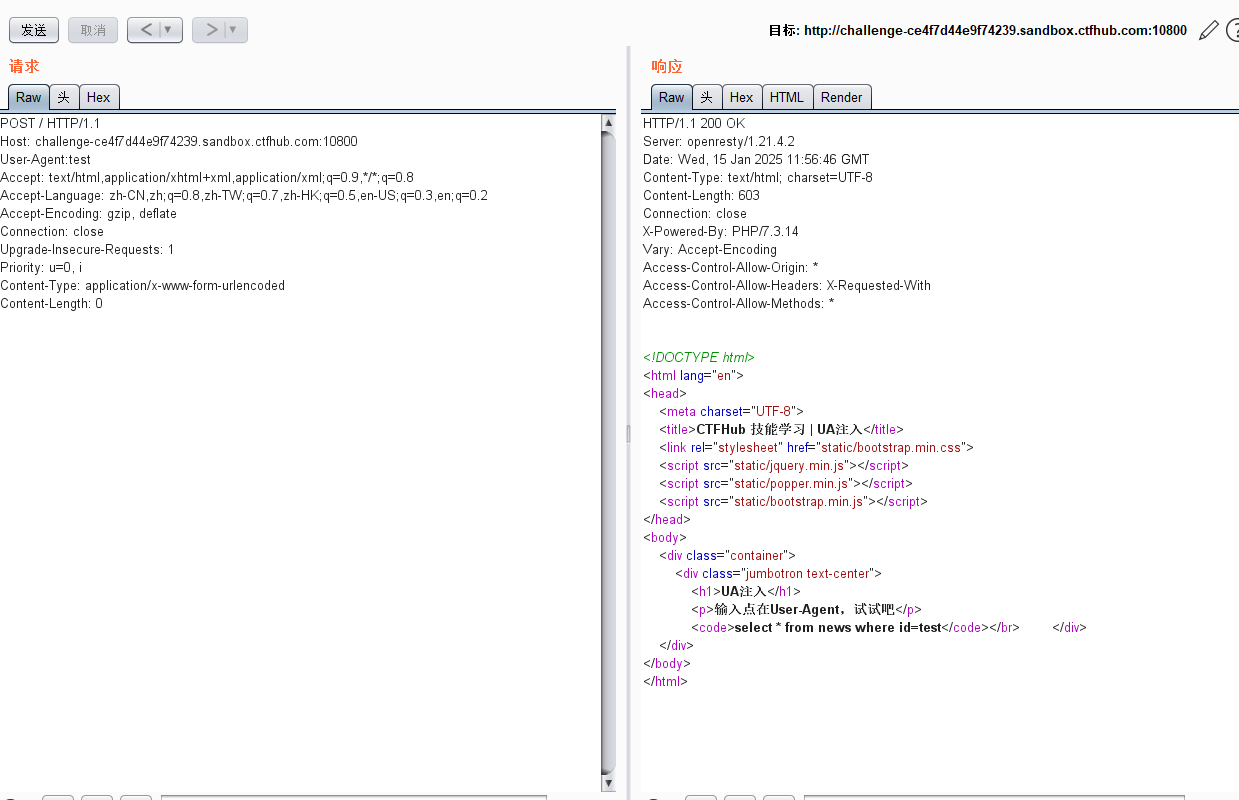 发送 取消 < ▼ > ▼ 目标: http://challenge-ce4f7d44e9f74239.sandbox.ctfhub.com:10800
请求
Raw 头 Hex
POST / HTTP/1.1
Host: challenge-ce4f7d44e9f74239.sandbox.ctfhub.com:10800
User-Agent:test
Accept: text/html,application/xhtml+xml,application/xml;q=0.9,*/*;q=0.8
Accept-Language: zh-CN,zh;q=0.8,zh-TW;q=0.7,zh-HK;q=0.5,en-US;q=0.3,en;q=0.2
Accept-Encoding: gzip, deflate
Connection: close
Upgrade-Insecure-Requests: 1
Priority: u=0, i
Content-Type: application/x-www-form-urlencoded
Content-Length: 0
响应
Raw 头 Hex HTML Render
HTTP/1.1 200 OK
Server: openresty/1.21.4.2
Date: Wed, 15 Jan 2025 11:56:46 GMT
Content-Type: text/html; charset=UTF-8
Content-Length: 603
Connection: close
X-Powered-By: PHP/7.3.14
Vary: Accept-Encoding
Access-Control-Allow-Origin: *
Access-Control-Allow-Headers: X-Requested-With
Access-Control-Allow-Methods: *
<!DOCTYPE html>
<html lang="en">
<head>
<meta charset="UTF-8">
<title>CTFHub 技能学习 | UA注入</title>
<link rel="stylesheet" href="static/bootstrap.min.css">
<script src="static/jquery.min.js"></script>
<script src="static/popper.min.js"></script>
<script src="static/bootstrap.min.js"></script>
</head>
<body>
<div class="container">
<div class="jumbotron text-center">
<h1>UA注入</h1>
<p>输入点在User-Agent，试试吧</p>
<code>select * from news where id=test</code></br> </div>
</div>
</body>
</html>